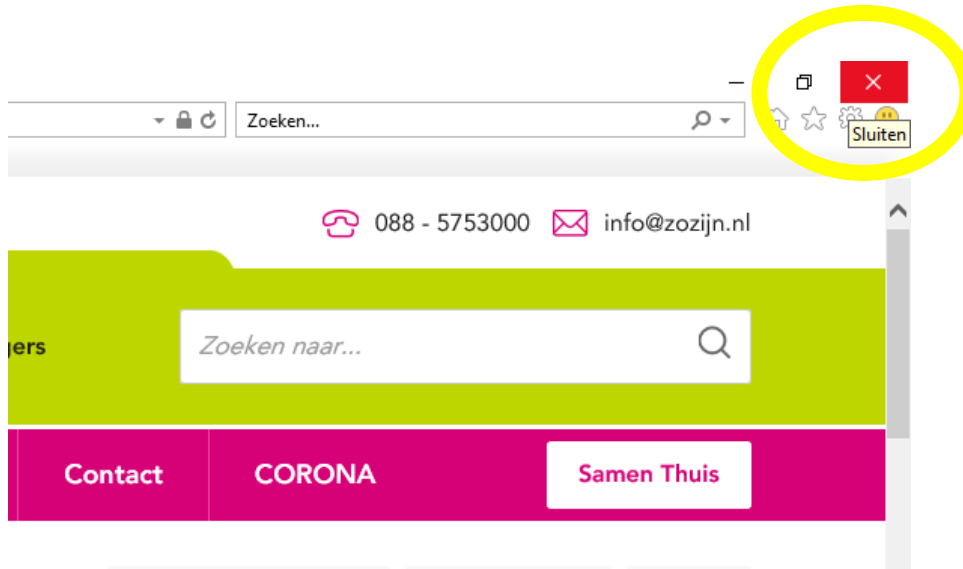 Zoeken...
Sluiten
088 - 5753000 info@zozijn.nl
gers Zoeken naar...
Contact CORONA Samen Thuis